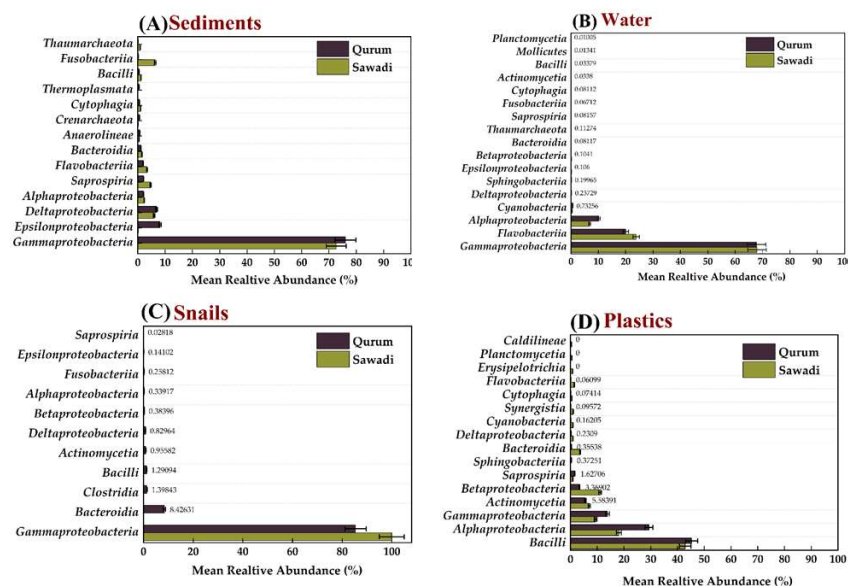 (A) Sediments
Thaumarchaeota
Fusobacteriia
Bacilli
Thermoplasmata
Cytophagia
Crenarchaeota
Anaerolineae
Bacteroidia
Flavobacteriia
Saprospiria
Alphaproteobacteria
Deltaproteobacteria
Epsilonproteobacteria
Gammaproteobacteria
Qurum
Sawadi
0 10 20 30 40 50 60 70 80 90 100
Mean Realtive Abundance (%)
(B) Water
Planctomycetia 0.01005
Mollicutes 0.01341
Bacilli 0.03379
Actinomycetia 0.0338
Cytophagia 0.08112
Fusobacteriia 0.06712
Saprospiria 0.08157
Thaumarchaeota 0.11274
Bacteroidia 0.08117
Betaproteobacteria 0.1041
Epsilonproteobacteria 0.106
Sphingobacteriia 0.19965
Deltaproteobacteria 0.23729
Cyanobacteria 0.73256
Alphaproteobacteria
Flavobacteriia
Gammaproteobacteria
Qurum
Sawadi
0 10 20 30 40 50 60 70 80 90 100
Mean Realtive Abundance (%)
(C) Snails
Saprospiria 0.02818
Epsilonproteobacteria 0.14102
Fusobacteriia 0.25812
Alphaproteobacteria 0.33917
Betaproteobacteria 0.38396
Deltaproteobacteria 0.82964
Actinomycetia 0.95582
Bacilli 1.29094
Clostridia 1.39843
Bacteroidia 8.42631
Gammaproteobacteria
Qurum
Sawadi
0 20 40 60 80 100
Mean Relative Abundance (%)
(D) Plastics
Caldilineae 0
Planctomycetia 0
Erysipelotrichia 0
Flavobacteriia 0.06099
Cytophagia 0.07414
Synergistia 0.09572
Cyanobacteria 0.16205
Deltaproteobacteria 0.2309
Bacteroidia 0.35538
Sphingobacteriia 0.37251
Saprospiria 1.62706
Betaproteobacteria 3.36902
Actinomycetia 5.58391
Gammaproteobacteria
Alphaproteobacteria
Bacilli
Qurum
Sawadi
0 10 20 30 40 50 60 70 80 90 100
Mean Relative Abundance (%)